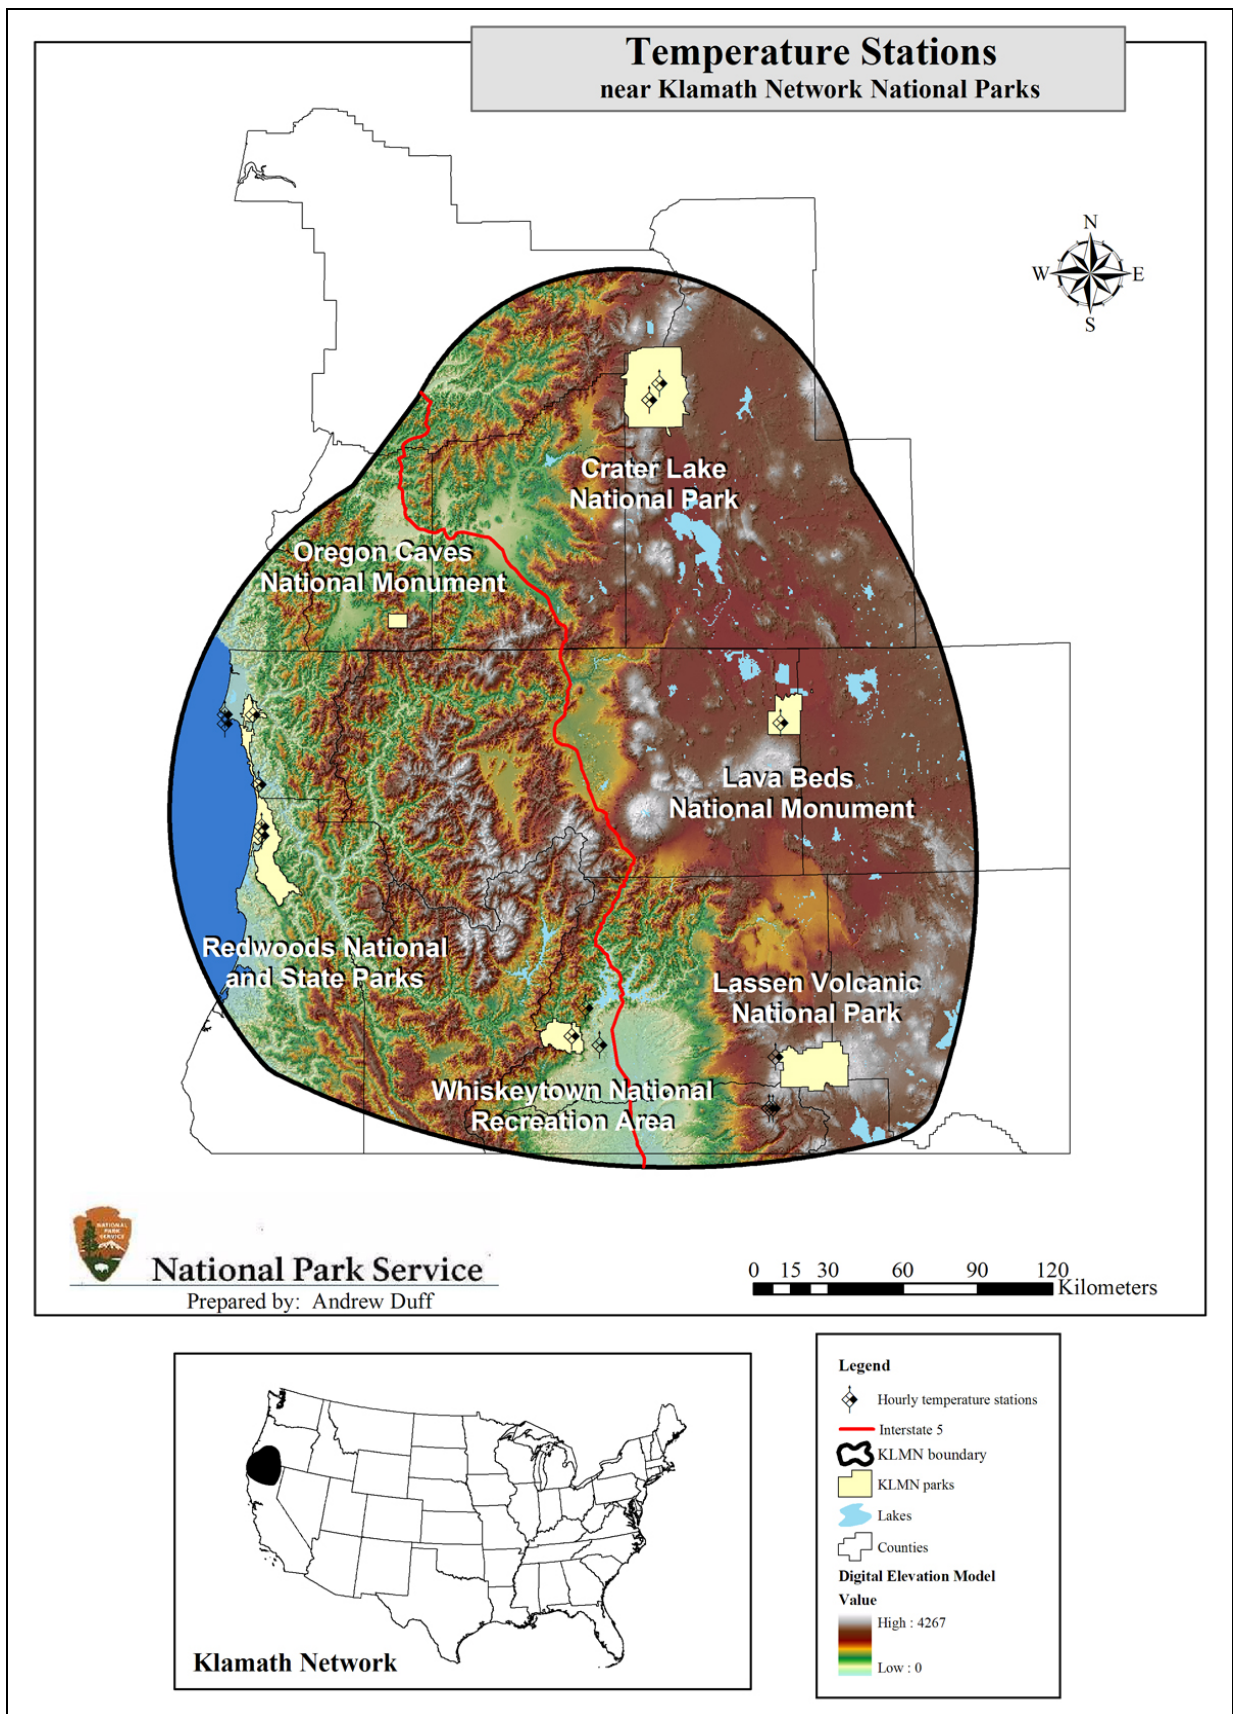 Temperature Stations
near Klamath Network National Parks
N
W
E
S
Crater Lake
National Park
Oregon Caves
National Monument
Lava Beds
National Monument
Redwoods National
and State Parks
Lassen Volcanic
National Park
Whiskeytown National
Recreation Area
NATIONAL
PARK
SERVICE
National Park Service
Prepared by: Andrew Duff
0 15 30 60 90 120
Kilometers
Klamath Network
Legend
Hourly temperature stations
Interstate 5
KLMN boundary
KLMN parks
Lakes
Counties
Digital Elevation Model
Value
High : 4267
Low : 0